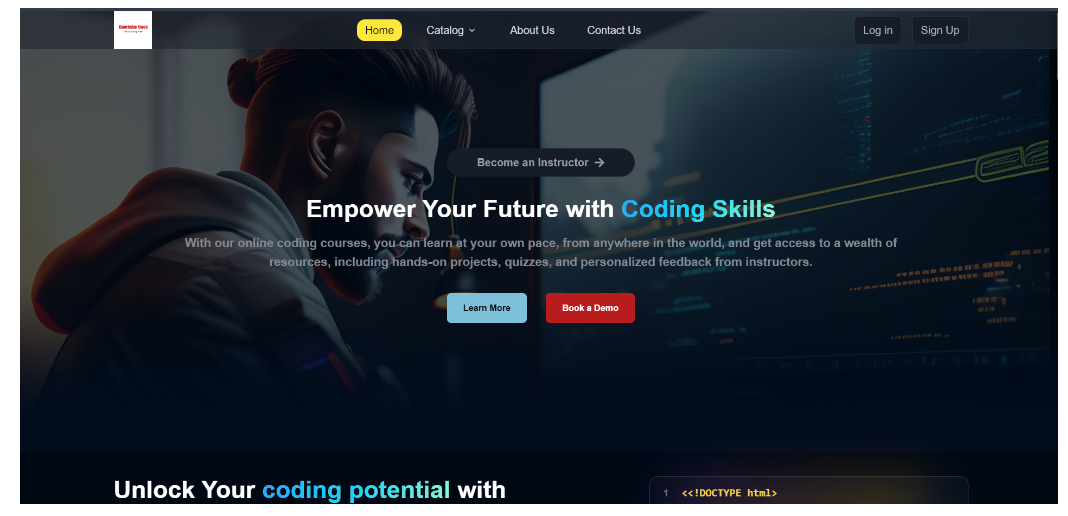 Home
Catalog
About Us
Contact Us
Log in
Sign Up
Become an Instructor →
Empower Your Future with Coding Skills
With our online coding courses, you can learn at your own pace, from anywhere in the world, and get access to a wealth of
resources, including hands-on projects, quizzes, and personalized feedback from instructors.
Learn More
Book a Demo
Unlock Your coding potential with
1 <<!DOCTYPE html>